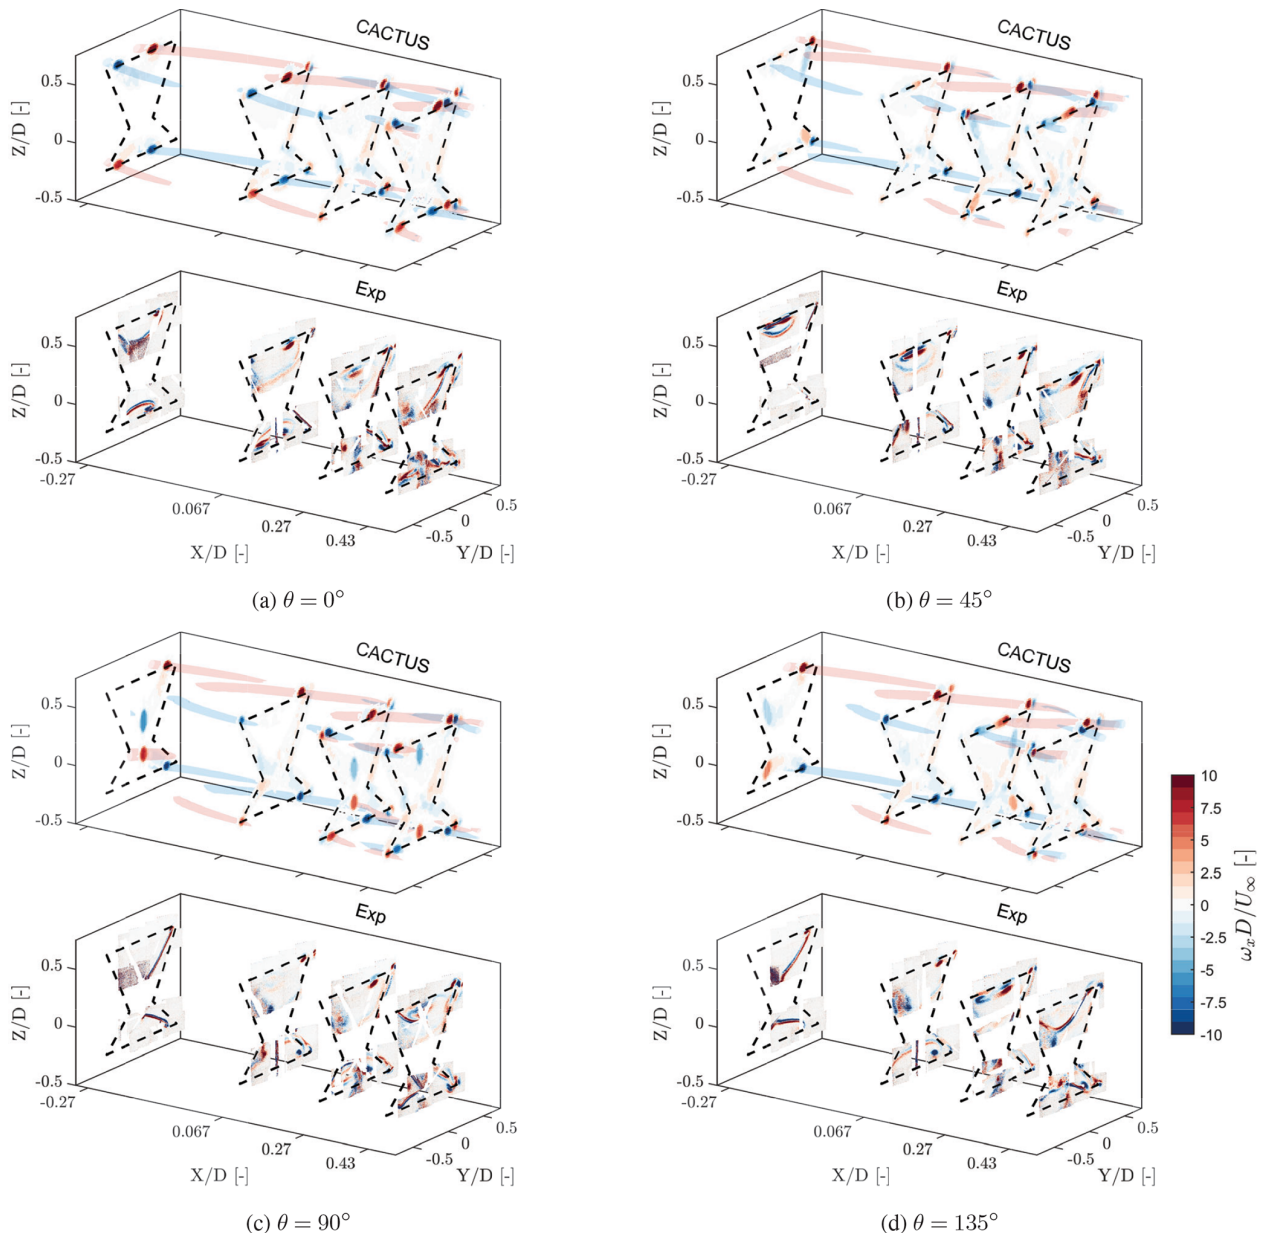 CACTUS
Z/D [-]
0.5
0
-0.5
Exp
Z/D [-]
0.5
0
-0.5
-0.27
0.067
0.27
0.43
-0.5
0
0.5
X/D [-]
Y/D [-]
(a) θ = 0°
CACTUS
Z/D [-]
0.5
0
-0.5
Exp
Z/D [-]
0.5
0
-0.5
-0.27
0.067
0.27
0.43
-0.5
0
0.5
X/D [-]
Y/D [-]
(b) θ = 45°
CACTUS
Z/D [-]
0.5
0
-0.5
Exp
Z/D [-]
0.5
0
-0.5
-0.27
0.067
0.27
0.43
-0.5
0
0.5
X/D [-]
Y/D [-]
(c) θ = 90°
CACTUS
Z/D [-]
0.5
0
-0.5
Exp
Z/D [-]
0.5
0
-0.5
-0.27
0.067
0.27
0.43
-0.5
0
0.5
X/D [-]
Y/D [-]
(d) θ = 135°
10
7.5
5
2.5
0
-2.5
-5
-7.5
-10
ωₓD/U∞ [-]